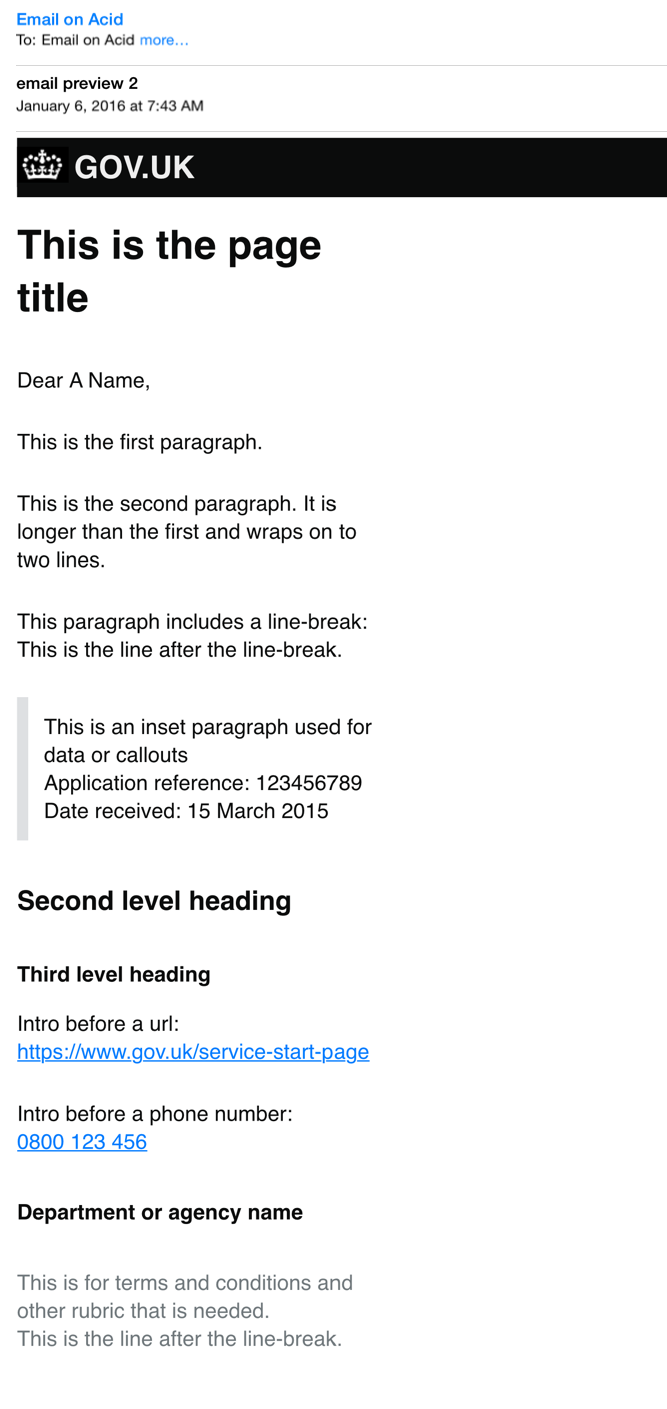 Email on Acid
To: Email on Acid more...
email preview 2
January 6, 2016 at 7:43 AM
GOV.UK
This is the page
title
Dear A Name,
This is the first paragraph.
This is the second paragraph. It is
longer than the first and wraps on to
two lines.
This paragraph includes a line-break:
This is the line after the line-break.
This is an inset paragraph used for
data or callouts
Application reference: 123456789
Date received: 15 March 2015
Second level heading
Third level heading
Intro before a url:
https://www.gov.uk/service-start-page
Intro before a phone number:
0800 123 456
Department or agency name
This is for terms and conditions and
other rubric that is needed.
This is the line after the line-break.